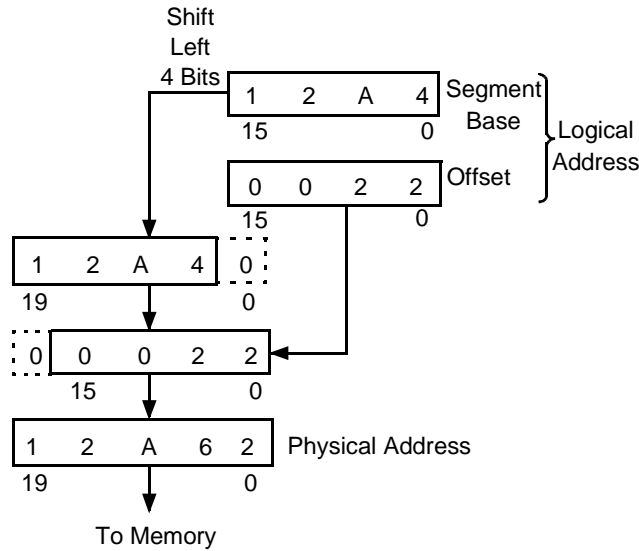 Shift
Left
4 Bits
1 2 A 4
Segment
Base
15 0
Logical
Address
0 0 2 2
Offset
15 0
1 2 A 4 0
19 0
0 0 0 2 2
15 0
1 2 A 6 2
Physical Address
19 0
To Memory